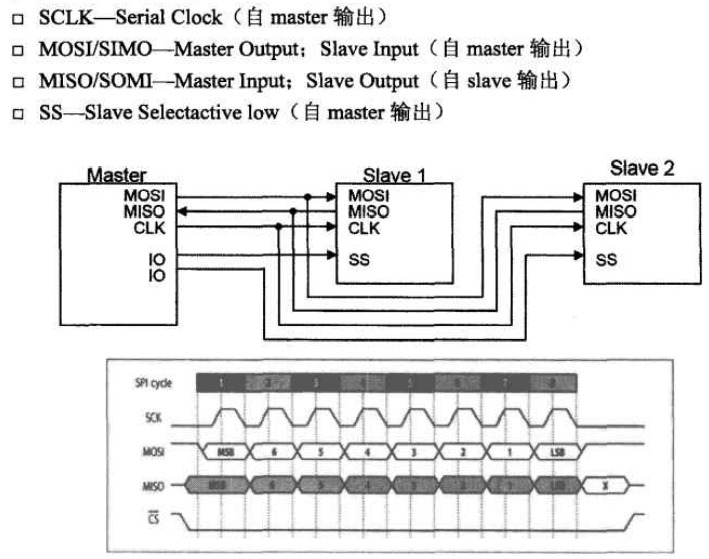 □ SCLK—Serial Clock（自 master 输出）
□ MOSI/SIMO—Master Output；Slave Input（自 master 输出）
□ MISO/SOMI—Master Input；Slave Output（自 slave 输出）
□ SS—Slave Selectactive low（自 master 输出）
Master Slave 1 Slave 2
MOSI MOSI MOSI
MISO MISO MISO
CLK CLK CLK
IO SS SS
IO
SPI cycle 1 2 3 4 5 6 7 8
SCK
MOSI MSB 6 5 4 3 2 1 LSB
MISO MSB 6 5 4 3 2 1 LSB X
CS